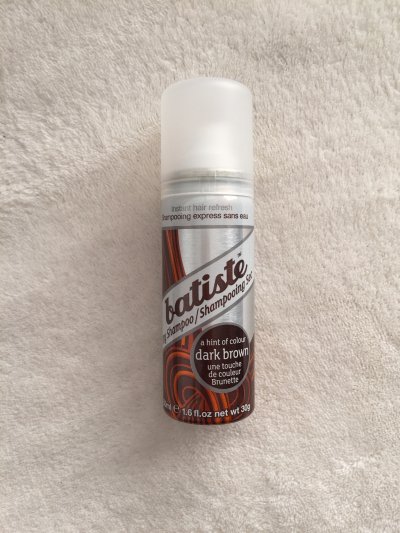 instant hair refresh
shampooing express sans eau
batiste™
Shampoo/Shampooing Sec
a hint of colour
dark brown
une touche
de couleur
Brunette
e 1.6 fl.oz net wt 30g